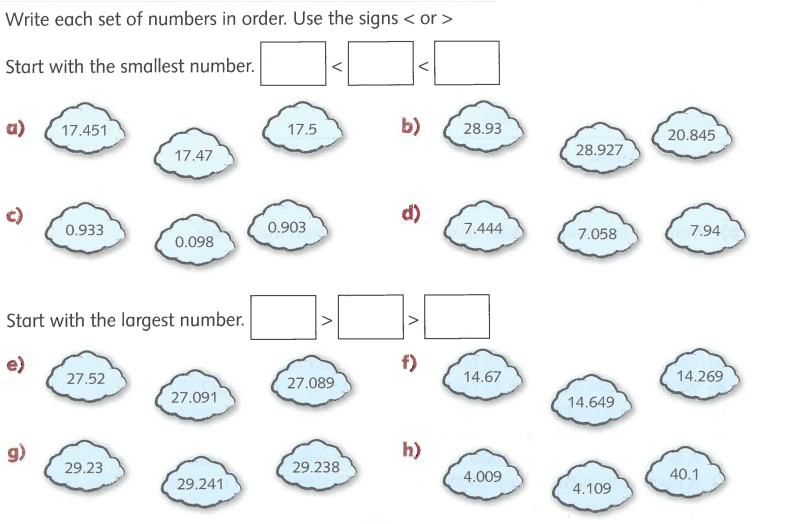 Write each set of numbers in order. Use the signs < or >
Start with the smallest number. < <
a) 17.451 17.47 17.5
b) 28.93 28.927 20.845
c) 0.933 0.098 0.903
d) 7.444 7.058 7.94
Start with the largest number. > >
e) 27.52 27.091 27.089
f) 14.67 14.649 14.269
g) 29.23 29.241 29.238
h) 4.009 4.109 40.1